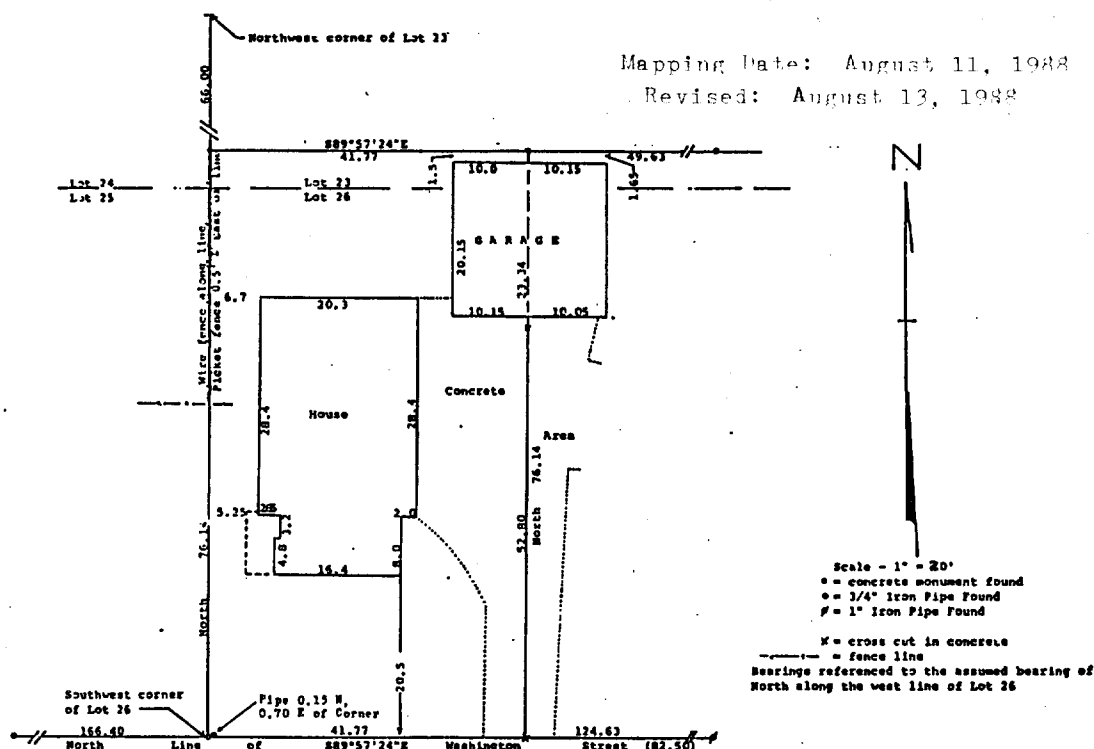 Northwest corner of Lot 23
Mapping Date: August 11, 1988
Revised: August 13, 1988
66.00
S89°57'24"E
41.77
49.63
1.5
10.15
1.65
Lot 24
Lot 23
Lot 25
Lot 26
Wire fence along line,
Picket fence 0.5'
GARAGE
20.15
23.34
6.7
20.3
10.15
10.05
Concrete
House
28.4
28.4
Area
North 76.14
52.80
5.25
2.0
4.8
8.0
16.4
North 76.14
20.5
N
Scale - 1" = 20'
= concrete monument found
= 3/4" Iron Pipe Found
= 1" Iron Pipe Found
X = cross cut in concrete
= fence line
Bearings referenced to the assumed bearing of
North along the west line of Lot 26
Southwest corner
of Lot 26
Pipe 0.15 N,
0.70 E of Corner
166.40
41.77
124.63
North Line of S89°57'24"E Washington Street (82.50)